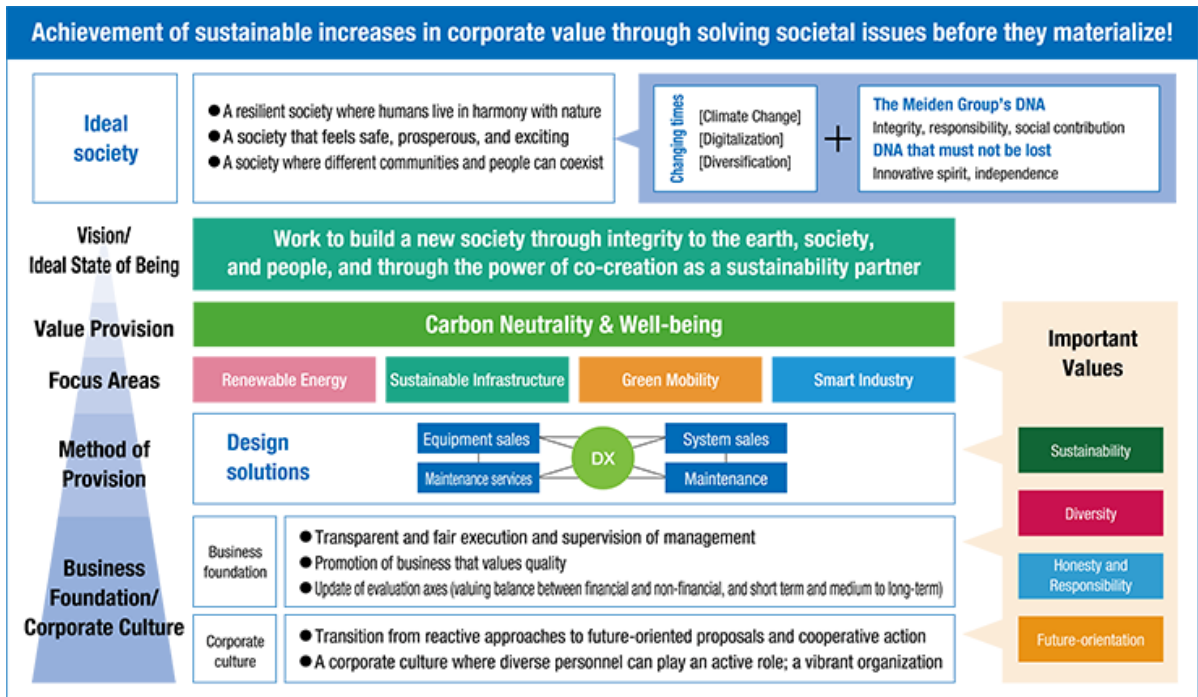 Achievement of sustainable increases in corporate value through solving societal issues before they materialize!
Ideal
society
● A resilient society where humans live in harmony with nature
● A society that feels safe, prosperous, and exciting
● A society where different communities and people can coexist
Changing times
[Climate Change]
[Digitalization]
[Diversification]
+
The Meiden Group's DNA
Integrity, responsibility, social contribution
DNA that must not be lost
Innovative spirit, independence
Vision/
Ideal State of Being
Work to build a new society through integrity to the earth, society,
and people, and through the power of co-creation as a sustainability partner
Value Provision
Carbon Neutrality & Well-being
Focus Areas
Renewable Energy
Sustainable Infrastructure
Green Mobility
Smart Industry
Method of
Provision
Design
solutions
Equipment sales
Maintenance services
DX
System sales
Maintenance
Business
Foundation/
Corporate Culture
Business
foundation
● Transparent and fair execution and supervision of management
● Promotion of business that values quality
● Update of evaluation axes (valuing balance between financial and non-financial, and short term and medium to long-term)
Corporate
culture
● Transition from reactive approaches to future-oriented proposals and cooperative action
● A corporate culture where diverse personnel can play an active role; a vibrant organization
Important
Values
Sustainability
Diversity
Honesty and
Responsibility
Future-orientation